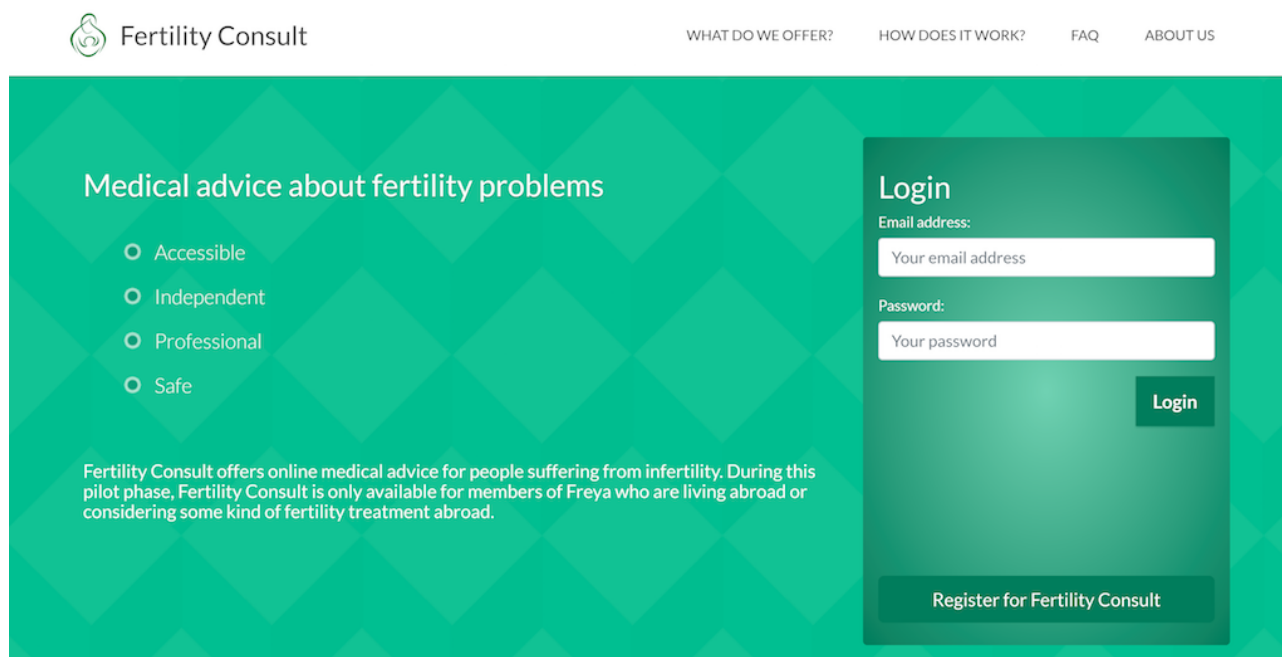 Fertility Consult
WHAT DO WE OFFER?
HOW DOES IT WORK?
FAQ
ABOUT US
Medical advice about fertility problems
Accessible
Independent
Professional
Safe
Fertility Consult offers online medical advice for people suffering from infertility. During this
pilot phase, Fertility Consult is only available for members of Freya who are living abroad or
considering some kind of fertility treatment abroad.
Login
Email address:
Your email address
Password:
Your password
Login
Register for Fertility Consult